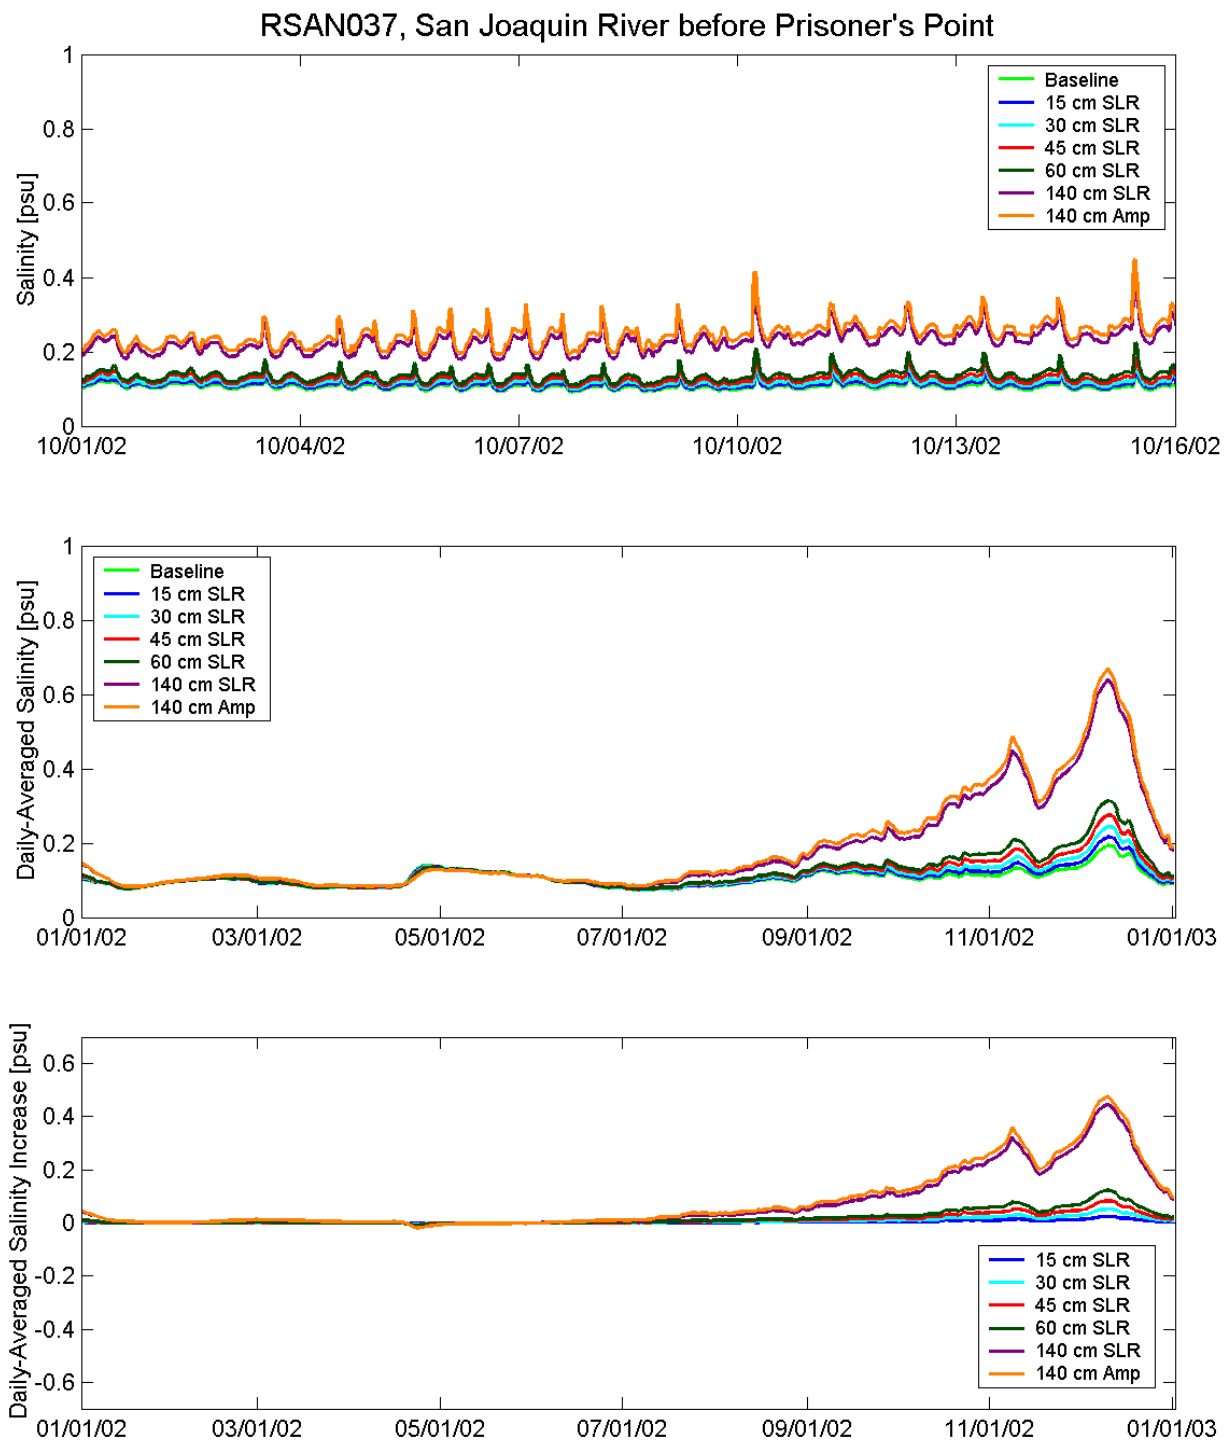 RSAN037, San Joaquin River before Prisoner's Point
Salinity [psu]
1
0.8
0.6
0.4
0.2
0
Baseline
15 cm SLR
30 cm SLR
45 cm SLR
60 cm SLR
140 cm SLR
140 cm Amp
10/01/02 10/04/02 10/07/02 10/10/02 10/13/02 10/16/02
Daily-Averaged Salinity [psu]
1
0.8
0.6
0.4
0.2
0
Baseline
15 cm SLR
30 cm SLR
45 cm SLR
60 cm SLR
140 cm SLR
140 cm Amp
01/01/02 03/01/02 05/01/02 07/01/02 09/01/02 11/01/02 01/01/03
Daily-Averaged Salinity Increase [psu]
0.6
0.4
0.2
0
-0.2
-0.4
-0.6
15 cm SLR
30 cm SLR
45 cm SLR
60 cm SLR
140 cm SLR
140 cm Amp
01/01/02 03/01/02 05/01/02 07/01/02 09/01/02 11/01/02 01/01/03